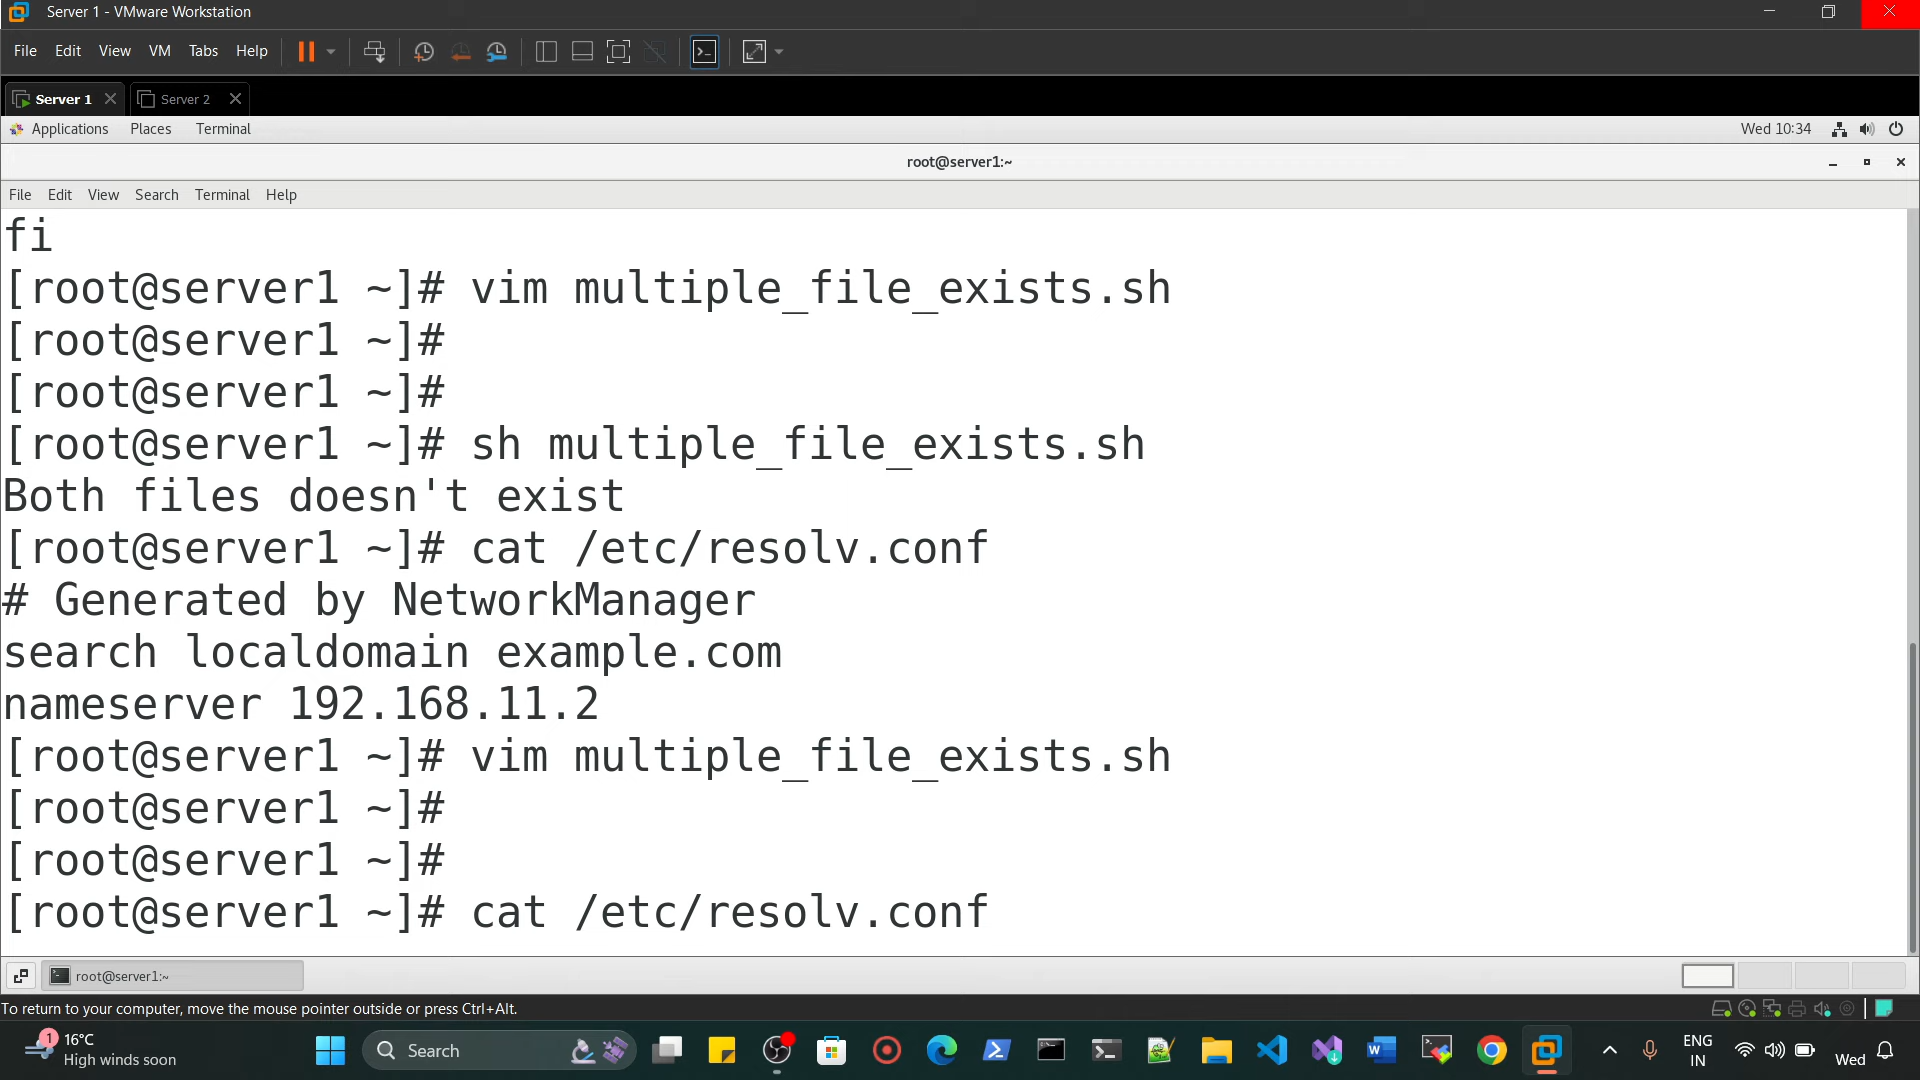 Server 1 - VMware Workstation
File Edit View VM Tabs Help
Server 1 Server 2
Applications Places Terminal Wed 10:34
root@server1:~
File Edit View Search Terminal Help
fi
[root@server1 ~]# vim multiple_file_exists.sh
[root@server1 ~]#
[root@server1 ~]#
[root@server1 ~]# sh multiple_file_exists.sh
Both files doesn't exist
[root@server1 ~]# cat /etc/resolv.conf
# Generated by NetworkManager
search localdomain example.com
nameserver 192.168.11.2
[root@server1 ~]# vim multiple_file_exists.sh
[root@server1 ~]#
[root@server1 ~]#
[root@server1 ~]# cat /etc/resolv.conf
root@server1:~
To return to your computer, move the mouse pointer outside or press Ctrl+Alt.
1 16°C
High winds soon
Search
ENG
IN
Wed